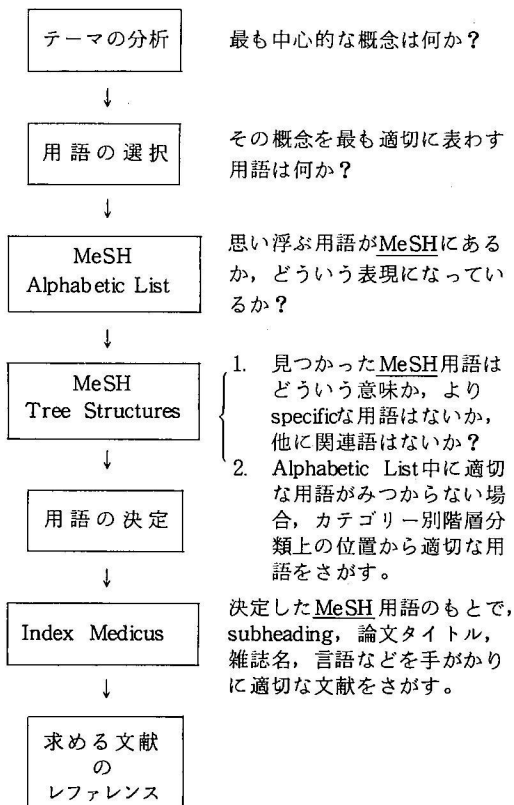 テーマの分析
最も中心的な概念は何か？
↓
用語の選択
その概念を最も適切に表わす
用語は何か？
↓
MeSH
Alphabetic List
思い浮ぶ用語がMeSHにある
か，どういう表現になってい
るか？
↓
MeSH
Tree Structures
1. 見つかったMeSH用語は
どういう意味か，より
specificな用語はないか，
他に関連語はないか？
2. Alphabetic List中に適切
な用語がみつからない場
合，カテゴリー別階層分
類上の位置から適切な用
語をさがす。
↓
用語の決定
↓
Index Medicus
決定したMeSH用語のもとで，
subheading，論文タイトル，
雑誌名，言語などを手がかり
に適切な文献をさがす。
↓
求める文献
の
レファレンス